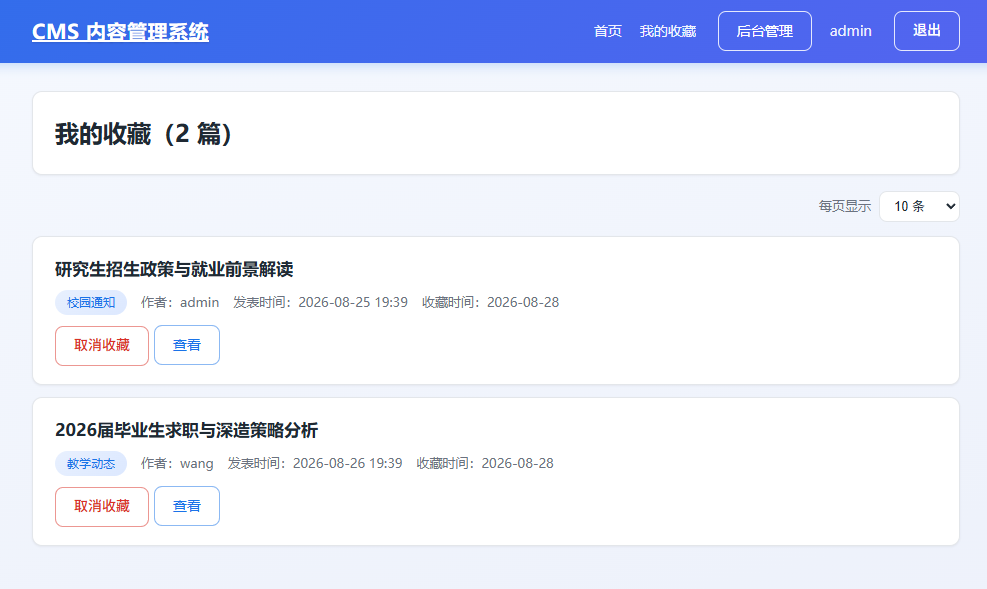 CMS 内容管理系统 首页 我的收藏 后台管理 admin 退出
我的收藏（2 篇）
每页显示 10 条
研究生招生政策与就业前景解读
校园通知 作者：admin 发表时间：2026-08-25 19:39 收藏时间：2026-08-28
取消收藏 查看
2026届毕业生求职与深造策略分析
教学动态 作者：wang 发表时间：2026-08-26 19:39 收藏时间：2026-08-28
取消收藏 查看